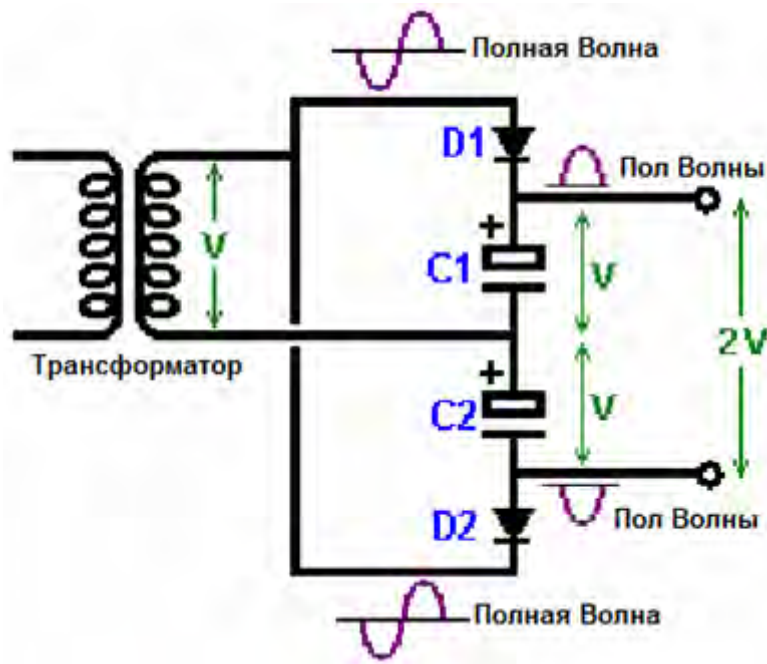 Полная Волна
D1
Пол Волны
+
C1
V
V
2V
Трансформатор
+
C2
V
D2
Пол Волны
Полная Волна